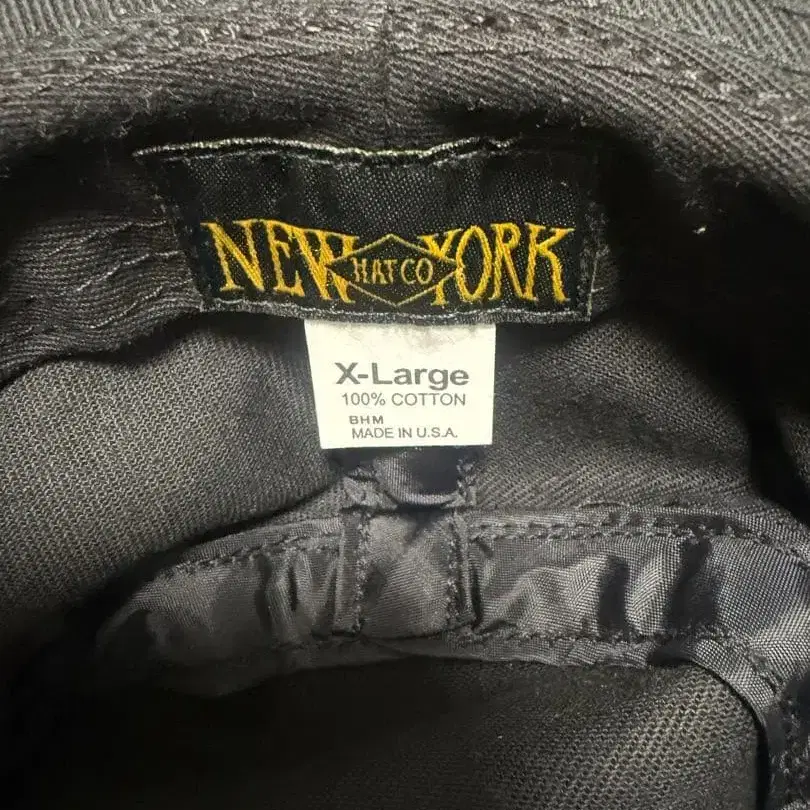 NEW HAT CO YORK
X-Large
100% COTTON
BHM
MADE IN U.S.A.